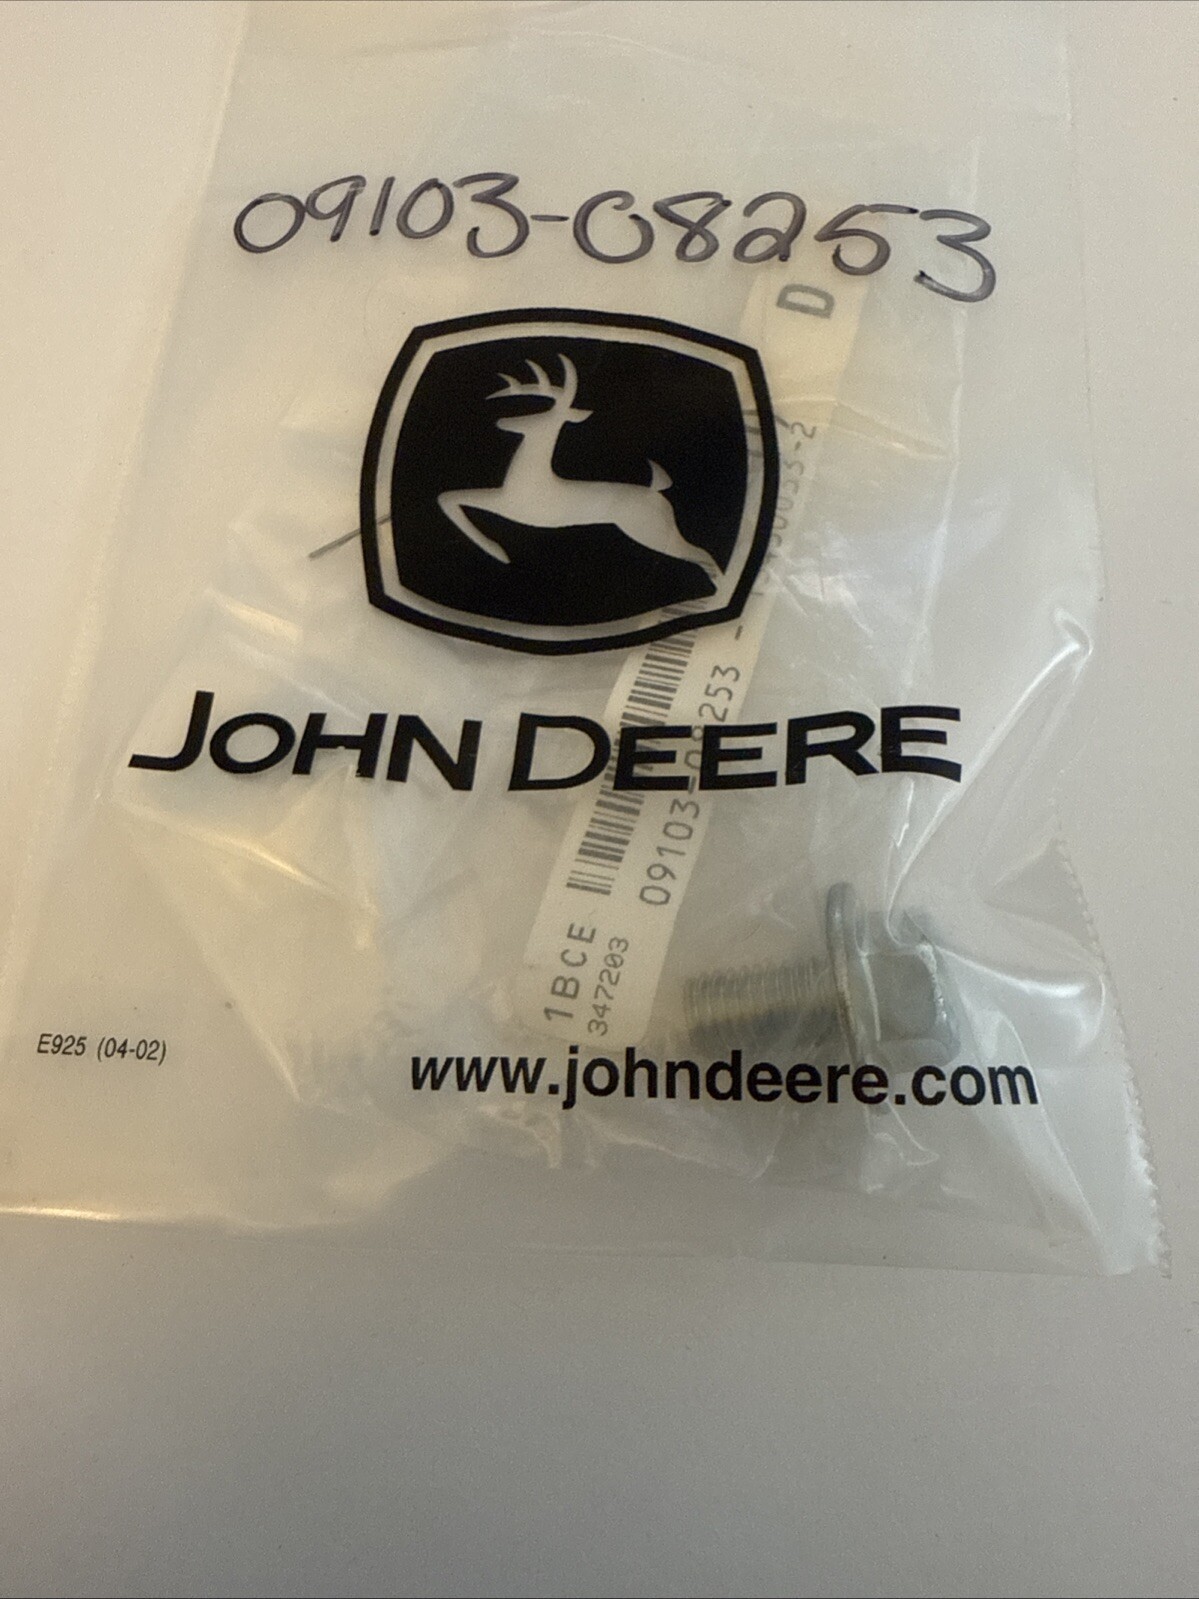 09103-08253
D
JOHN DEERE
09103-08253 -
1BCE
347203
E925 (04-02)
www.johndeere.com